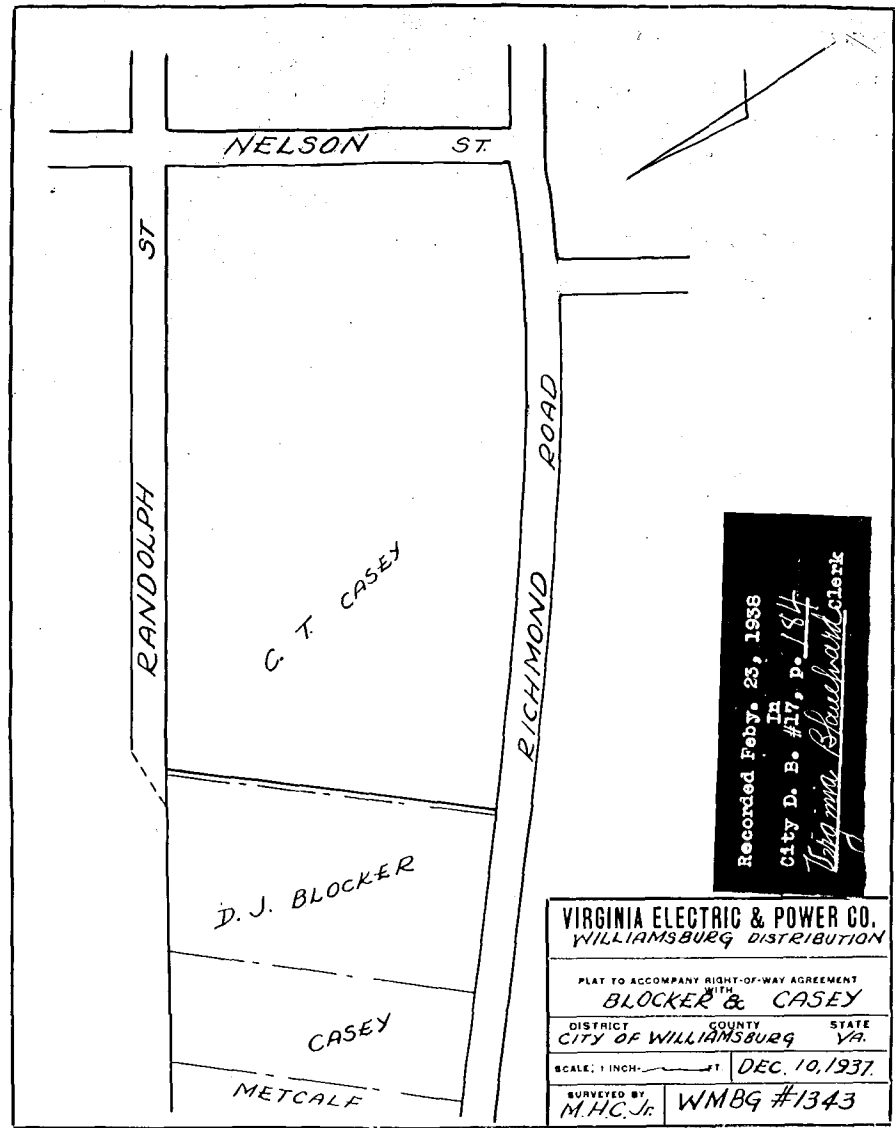 NELSON ST.
ST
RANDOLPH
ROAD
RICHMOND
C. T. CASEY
D. J. BLOCKER
CASEY
METCALF
Recorded Feby. 23, 1938
In
City D. B. #17, p. 184
Virginia Blanchard Clerk
VIRGINIA ELECTRIC & POWER CO.
WILLIAMSBURG DISTRIBUTION
PLAT TO ACCOMPANY RIGHT-OF-WAY AGREEMENT
WITH
BLOCKER & CASEY
DISTRICT COUNTY STATE
CITY OF WILLIAMSBURG VA.
SCALE; 1 INCH- FT. DEC. 10, 1937.
SURVEYED BY
M.H.C. Jr. WMBG #1343